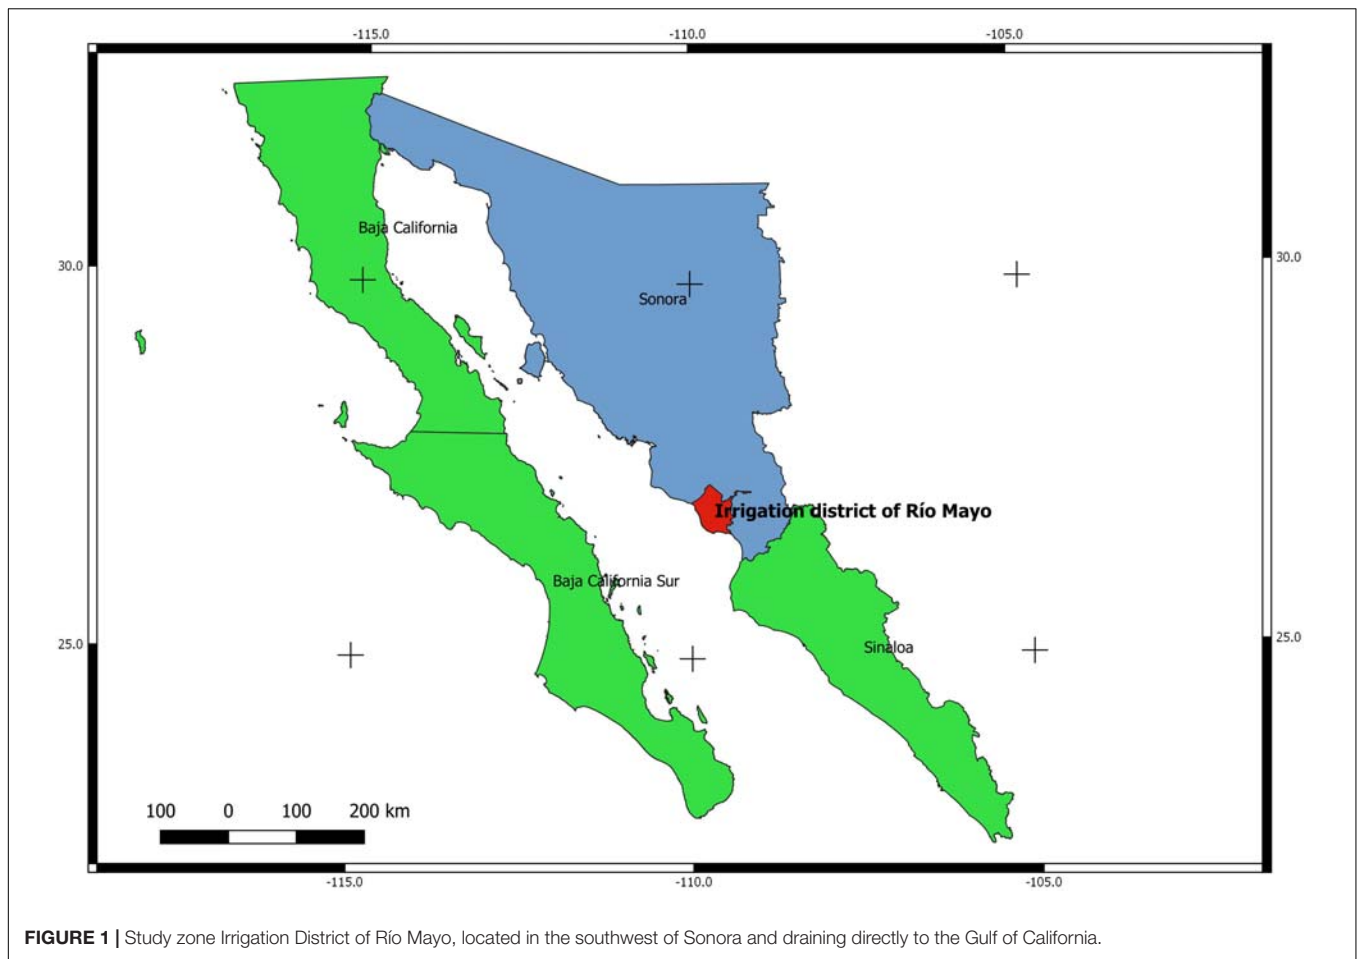 -115.0 -110.0 -105.0
Baja California
30.0 30.0
Sonora
Irrigation district of Río Mayo
Baja California Sur
25.0 25.0
Sinaloa
100 0 100 200 km
-115.0 -110.0 -105.0
FIGURE 1 | Study zone Irrigation District of Río Mayo, located in the southwest of Sonora and draining directly to the Gulf of California.